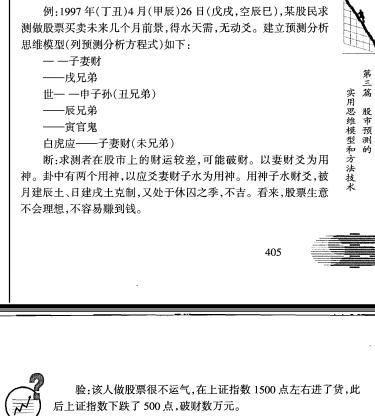 例:1997年(丁丑)4月(甲辰)26日(戊戌,空辰巳),某股民求
测做股票买卖未来几个月前景,得水天需,无动爻。建立预测分析
思维模型(列预测分析方程式)如下:
— —子妻财
——戌兄弟
世— —申子孙(丑兄弟)
——辰兄弟
——寅官鬼
白虎应——子妻财(未兄弟)
断:求测者在股市上的财运较差,可能破财。以妻财爻为用
神。卦中有两个用神,以应爻妻财子水为用神。用神子水财爻,被
月建辰土、日建戌土克制,又处于休囚之季,不吉。看来,股票生意
不会理想,不容易赚到钱。
第三篇 股市预测的
实用思维模型和方法技术
405
验:该人做股票很不运气,在上证指数1500点左右进了货,此
后上证指数下跌了500点,破财数万元。